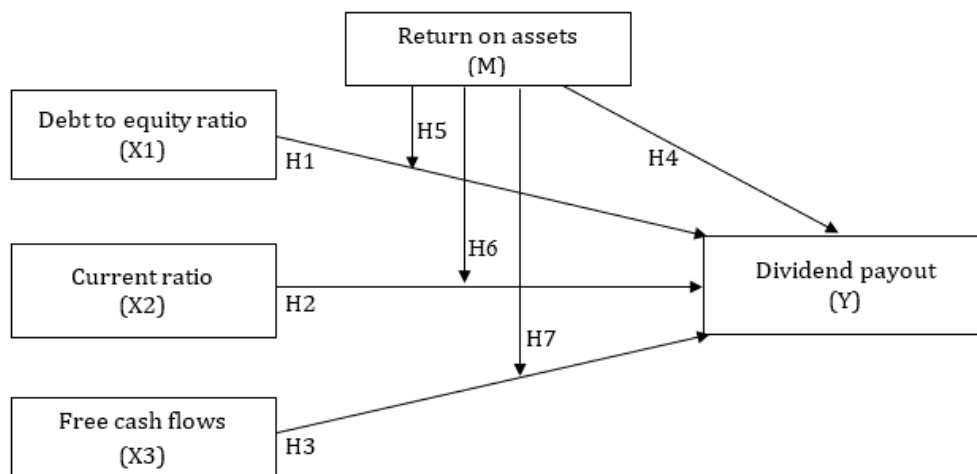 Return on assets
(M)
Debt to equity ratio
(X1)
H5
H1
H4
Current ratio
(X2)
H6
H2
Dividend payout
(Y)
H7
Free cash flows
(X3)
H3